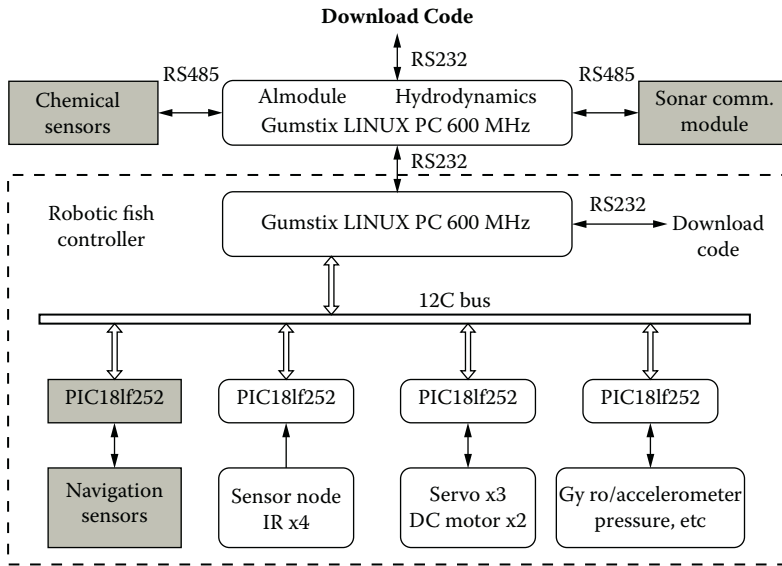 Download Code
RS232
RS485
RS485
Chemical
sensors
Almodule Hydrodynamics
Gumstix LINUX PC 600 MHz
Sonar comm.
module
RS232
Robotic fish
controller
Gumstix LINUX PC 600 MHz
RS232
Download
code
12C bus
PIC18lf252
PIC18lf252
PIC18lf252
PIC18lf252
Navigation
sensors
Sensor node
IR x4
Servo x3
DC motor x2
Gy ro/accelerometer
pressure, etc